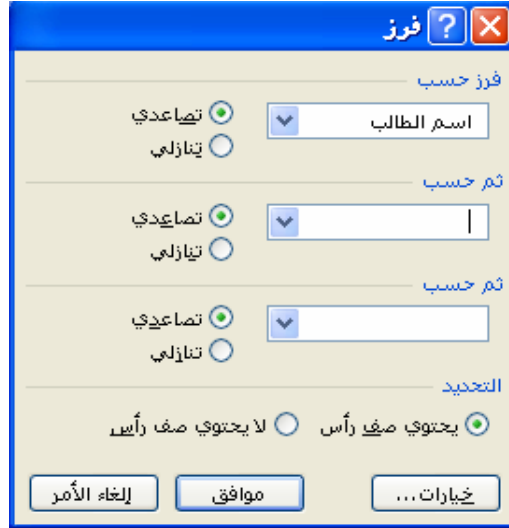 فرز
فرز حسب
اسم الطالب
تصاعدي
تنازلي
ثم حسب
تصاعدي
تنازلي
ثم حسب
تصاعدي
تنازلي
التحديد
يحتوي صف رأس
لا يحتوي صف رأس
خيارات...
موافق
إلغاء الأمر